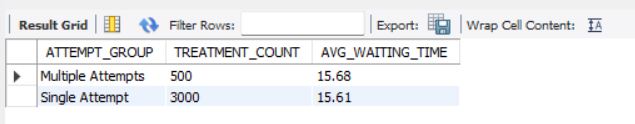 Result Grid Filter Rows: Export: Wrap Cell Content: IA
ATTEMPT_GROUP TREATMENT_COUNT AVG_WAITING_TIME
Multiple Attempts 500 15.68
Single Attempt 3000 15.61